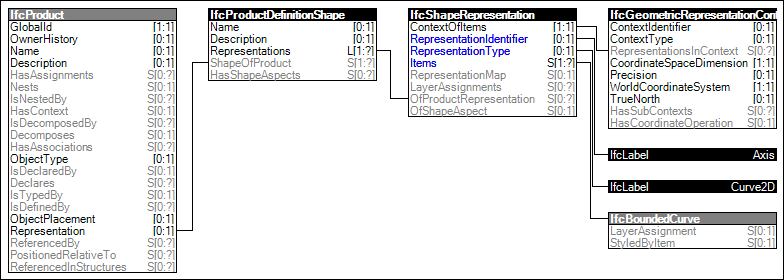 IfcProduct
GlobalId [1:1]
OwnerHistory [0:1]
Name [0:1]
Description [0:1]
HasAssignments S[0:?]
Nests S[0:1]
IsNestedBy S[0:?]
HasContext S[0:1]
IsDecomposedBy S[0:?]
Decomposes S[0:1]
HasAssociations S[0:?]
ObjectType [0:1]
IsDeclaredBy S[0:1]
Declares S[0:?]
IsTypedBy S[0:1]
IsDefinedBy S[0:?]
ObjectPlacement [0:1]
Representation [0:1]
ReferencedBy S[0:?]
PositionedRelativeTo S[0:?]
ReferencedInStructures S[0:?]
IfcProductDefinitionShape
Name [0:1]
Description [0:1]
Representations L[1:?]
ShapeOfProduct S[1:?]
HasShapeAspects S[0:?]
IfcShapeRepresentation
ContextOfItems [1:1]
RepresentationIdentifier [0:1]
RepresentationType [0:1]
Items S[1:?]
RepresentationMap S[0:1]
LayerAssignments S[0:?]
OfProductRepresentation S[0:?]
OfShapeAspect S[0:1]
IfcGeometricRepresentationCon
ContextIdentifier [0:1]
ContextType [0:1]
RepresentationsInContext S[0:?]
CoordinateSpaceDimension [1:1]
Precision [0:1]
WorldCoordinateSystem [1:1]
TrueNorth [0:1]
HasSubContexts S[0:?]
HasCoordinateOperation S[0:1]
IfcLabel Axis
IfcLabel Curve2D
IfcBoundedCurve
LayerAssignment S[0:1]
StyledByItem S[0:1]